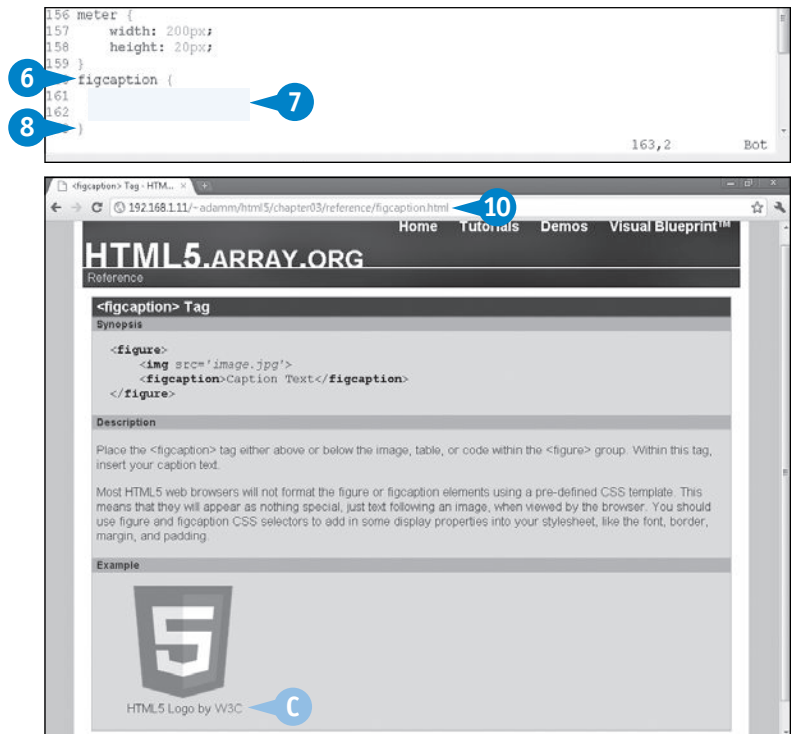 156 meter {
157 width: 200px;
158 height: 20px;
159 }
6 figcaption {
161
7
162
8 }
163,2 Bot
<figcaption> Tag - HTM...
192.168.1.11/~adamm/html5/chapter03/reference/figcaption.html
10
Home Tutorials Demos Visual Blueprint™
HTML5.ARRAY.ORG
Reference
<figcaption> Tag
Synopsis
<figure>
<img src='image.jpg'>
<figcaption>Caption Text</figcaption>
</figure>
Description
Place the <figcaption> tag either above or below the image, table, or code within the <figure> group. Within this tag,
insert your caption text.
Most HTML5 web browsers will not format the figure or figcaption elements using a pre-defined CSS template. This
means that they will appear as nothing special, just text following an image, when viewed by the browser. You should
use figure and figcaption CSS selectors to add in some display properties into your stylesheet, like the font, border,
margin, and padding.
Example
5
HTML5 Logo by W3C
C